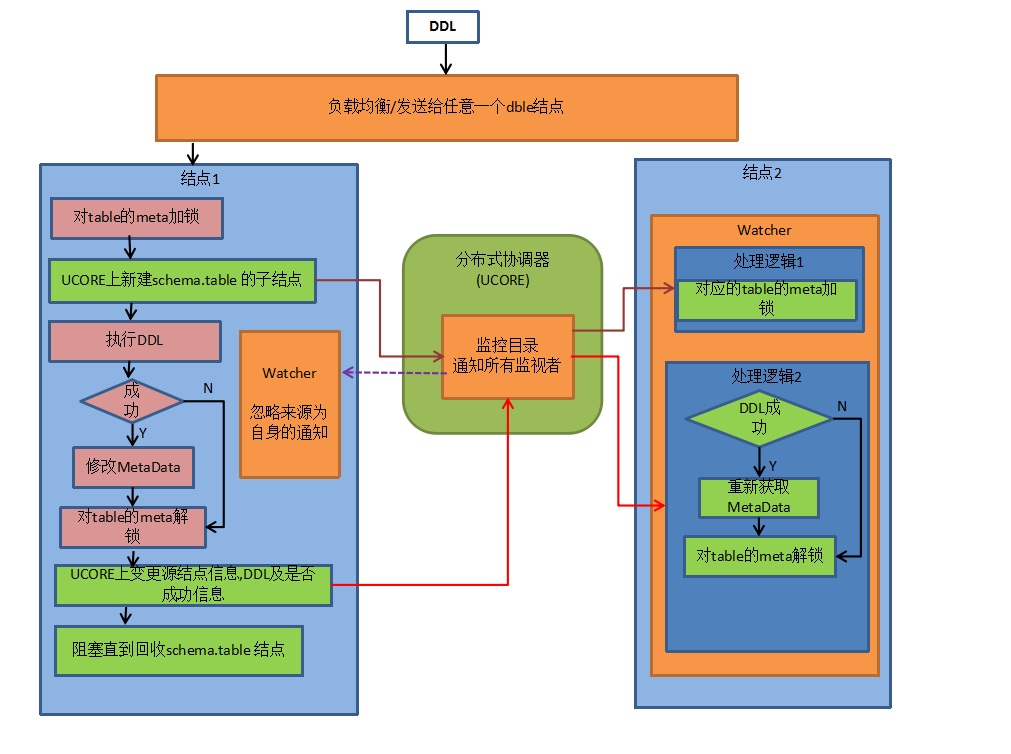 DDL
负载均衡/发送给任意一个dble结点
结点1
对table的meta加锁
UCORE上新建schema.table 的子结点
执行DDL
成
功
N
Y
修改MetaData
对table的meta解
锁
UCORE上变更源结点信息,DDL及是否
成功信息
阻塞直到回收schema.table 结点
Watcher
忽略来源为
自身的通知
分布式协调器
(UCORE)
监控目录
通知所有监视者
结点2
Watcher
处理逻辑1
对应的table的meta加
锁
处理逻辑2
DDL成
功
N
Y
重新获取
MetaData
对table的meta解锁